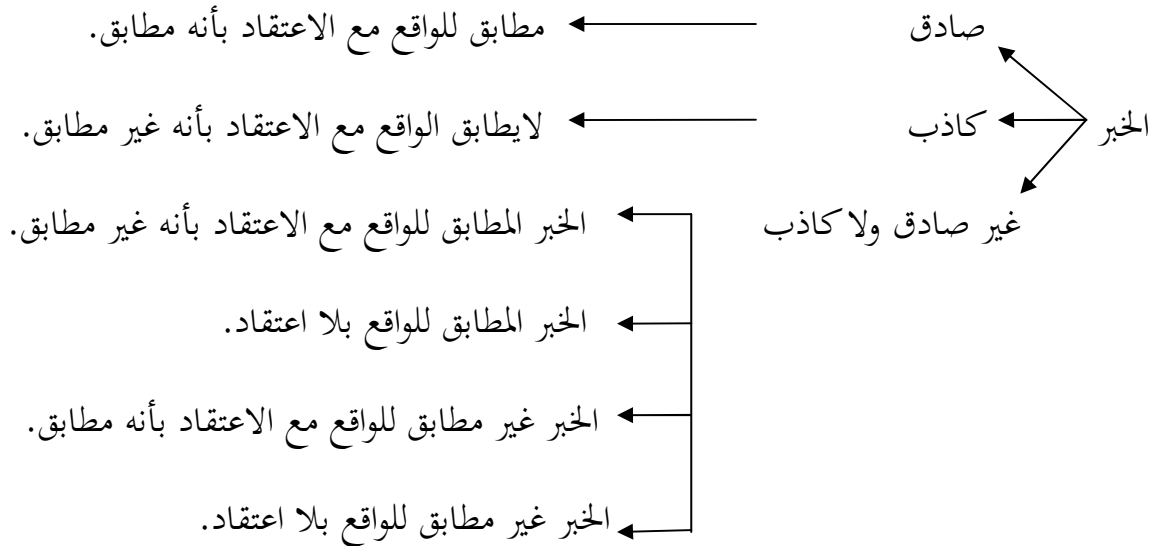 صادق مطابق للواقع مع الاعتقاد بأنه مطابق.
الخبر كاذب لايطابق الواقع مع الاعتقاد بأنه غير مطابق.
غير صادق ولا كاذب الخبر المطابق للواقع مع الاعتقاد بأنه غير مطابق.
الخبر المطابق للواقع بلا اعتقاد.
الخبر غير مطابق للواقع مع الاعتقاد بأنه مطابق.
الخبر غير مطابق للواقع بلا اعتقاد.